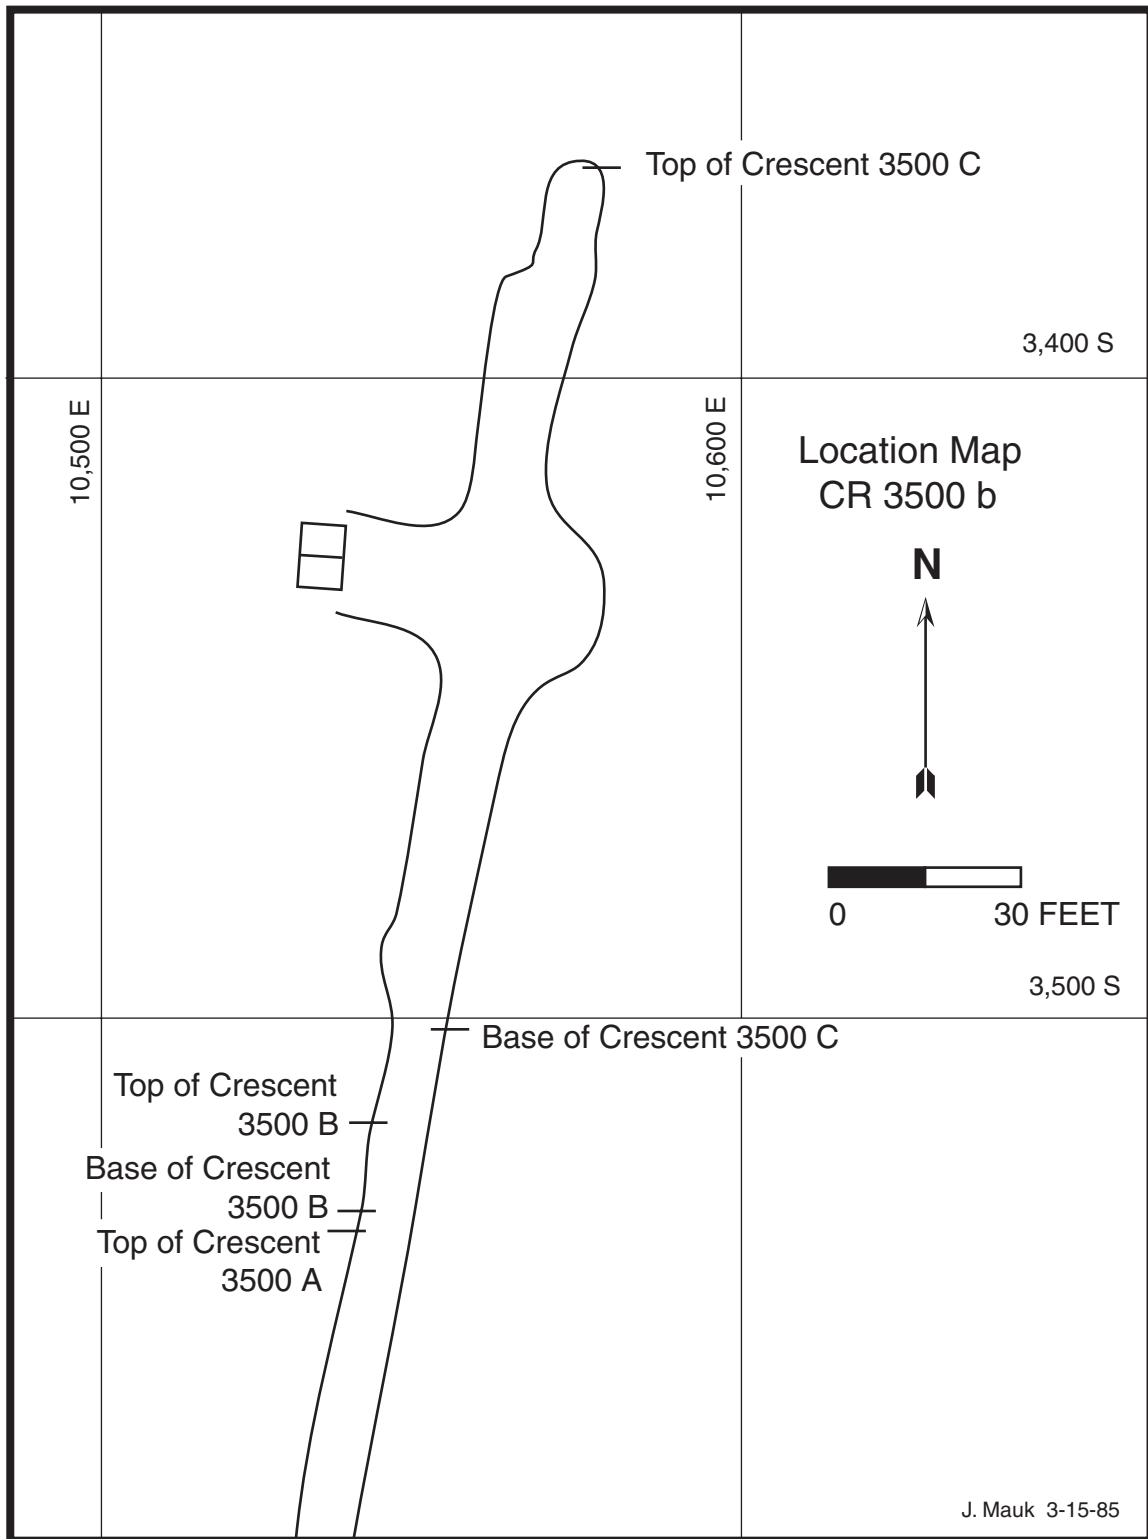 Top of Crescent 3500 C
3,400 S
10,500 E
10,600 E
Location Map
CR 3500 b
N
0 30 FEET
3,500 S
Base of Crescent 3500 C
Top of Crescent
3500 B
Base of Crescent
3500 B
Top of Crescent
3500 A
J. Mauk 3-15-85